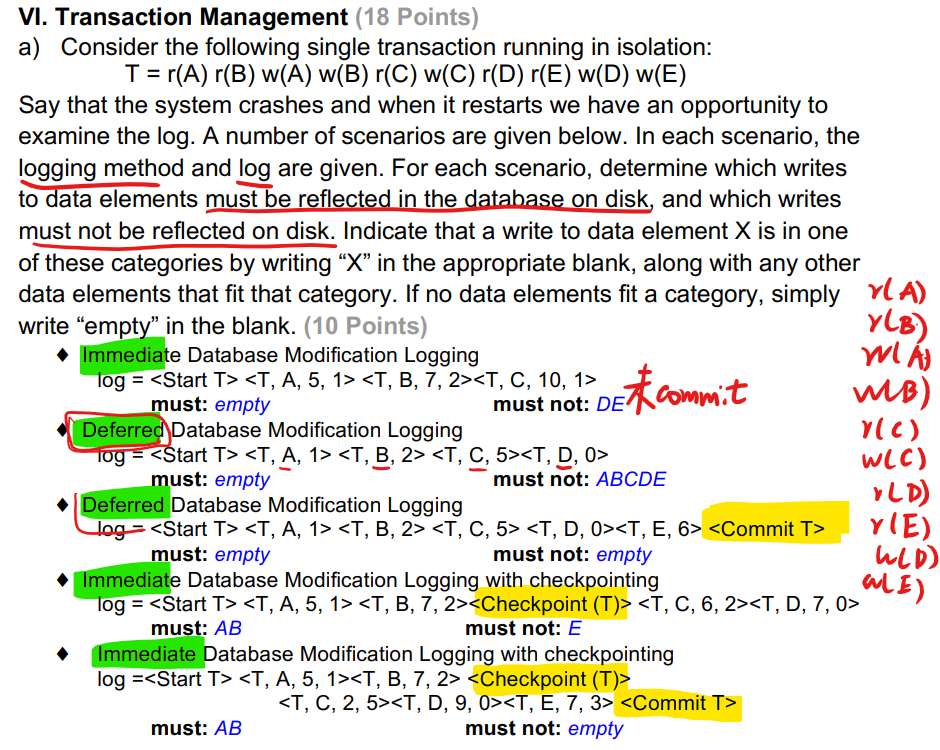 VI. Transaction Management (18 Points)
a) Consider the following single transaction running in isolation:
T = r(A) r(B) w(A) w(B) r(C) w(C) r(D) r(E) w(D) w(E)
Say that the system crashes and when it restarts we have an opportunity to
examine the log. A number of scenarios are given below. In each scenario, the
logging method and log are given. For each scenario, determine which writes
to data elements must be reflected in the database on disk, and which writes
must not be reflected on disk. Indicate that a write to data element X is in one
of these categories by writing “X” in the appropriate blank, along with any other
data elements that fit that category. If no data elements fit a category, simply
write “empty” in the blank. (10 Points)
♦ Immediate Database Modification Logging
log = <Start T> <T, A, 5, 1> <T, B, 7, 2><T, C, 10, 1>
must: empty must not: DE
未commit
♦ Deferred Database Modification Logging
log = <Start T> <T, A, 1> <T, B, 2> <T, C, 5><T, D, 0>
must: empty must not: ABCDE
♦ Deferred Database Modification Logging
log = <Start T> <T, A, 1> <T, B, 2> <T, C, 5> <T, D, 0><T, E, 6> <Commit T>
must: empty must not: empty
♦ Immediate Database Modification Logging with checkpointing
log = <Start T> <T, A, 5, 1> <T, B, 7, 2><Checkpoint (T)> <T, C, 6, 2><T, D, 7, 0>
must: AB must not: E
♦ Immediate Database Modification Logging with checkpointing
log =<Start T> <T, A, 5, 1><T, B, 7, 2> <Checkpoint (T)>
<T, C, 2, 5><T, D, 9, 0><T, E, 7, 3> <Commit T>
must: AB must not: empty
r(A)
r(B)
w(A)
w(B)
r(C)
w(C)
r(D)
r(E)
w(D)
w(E)